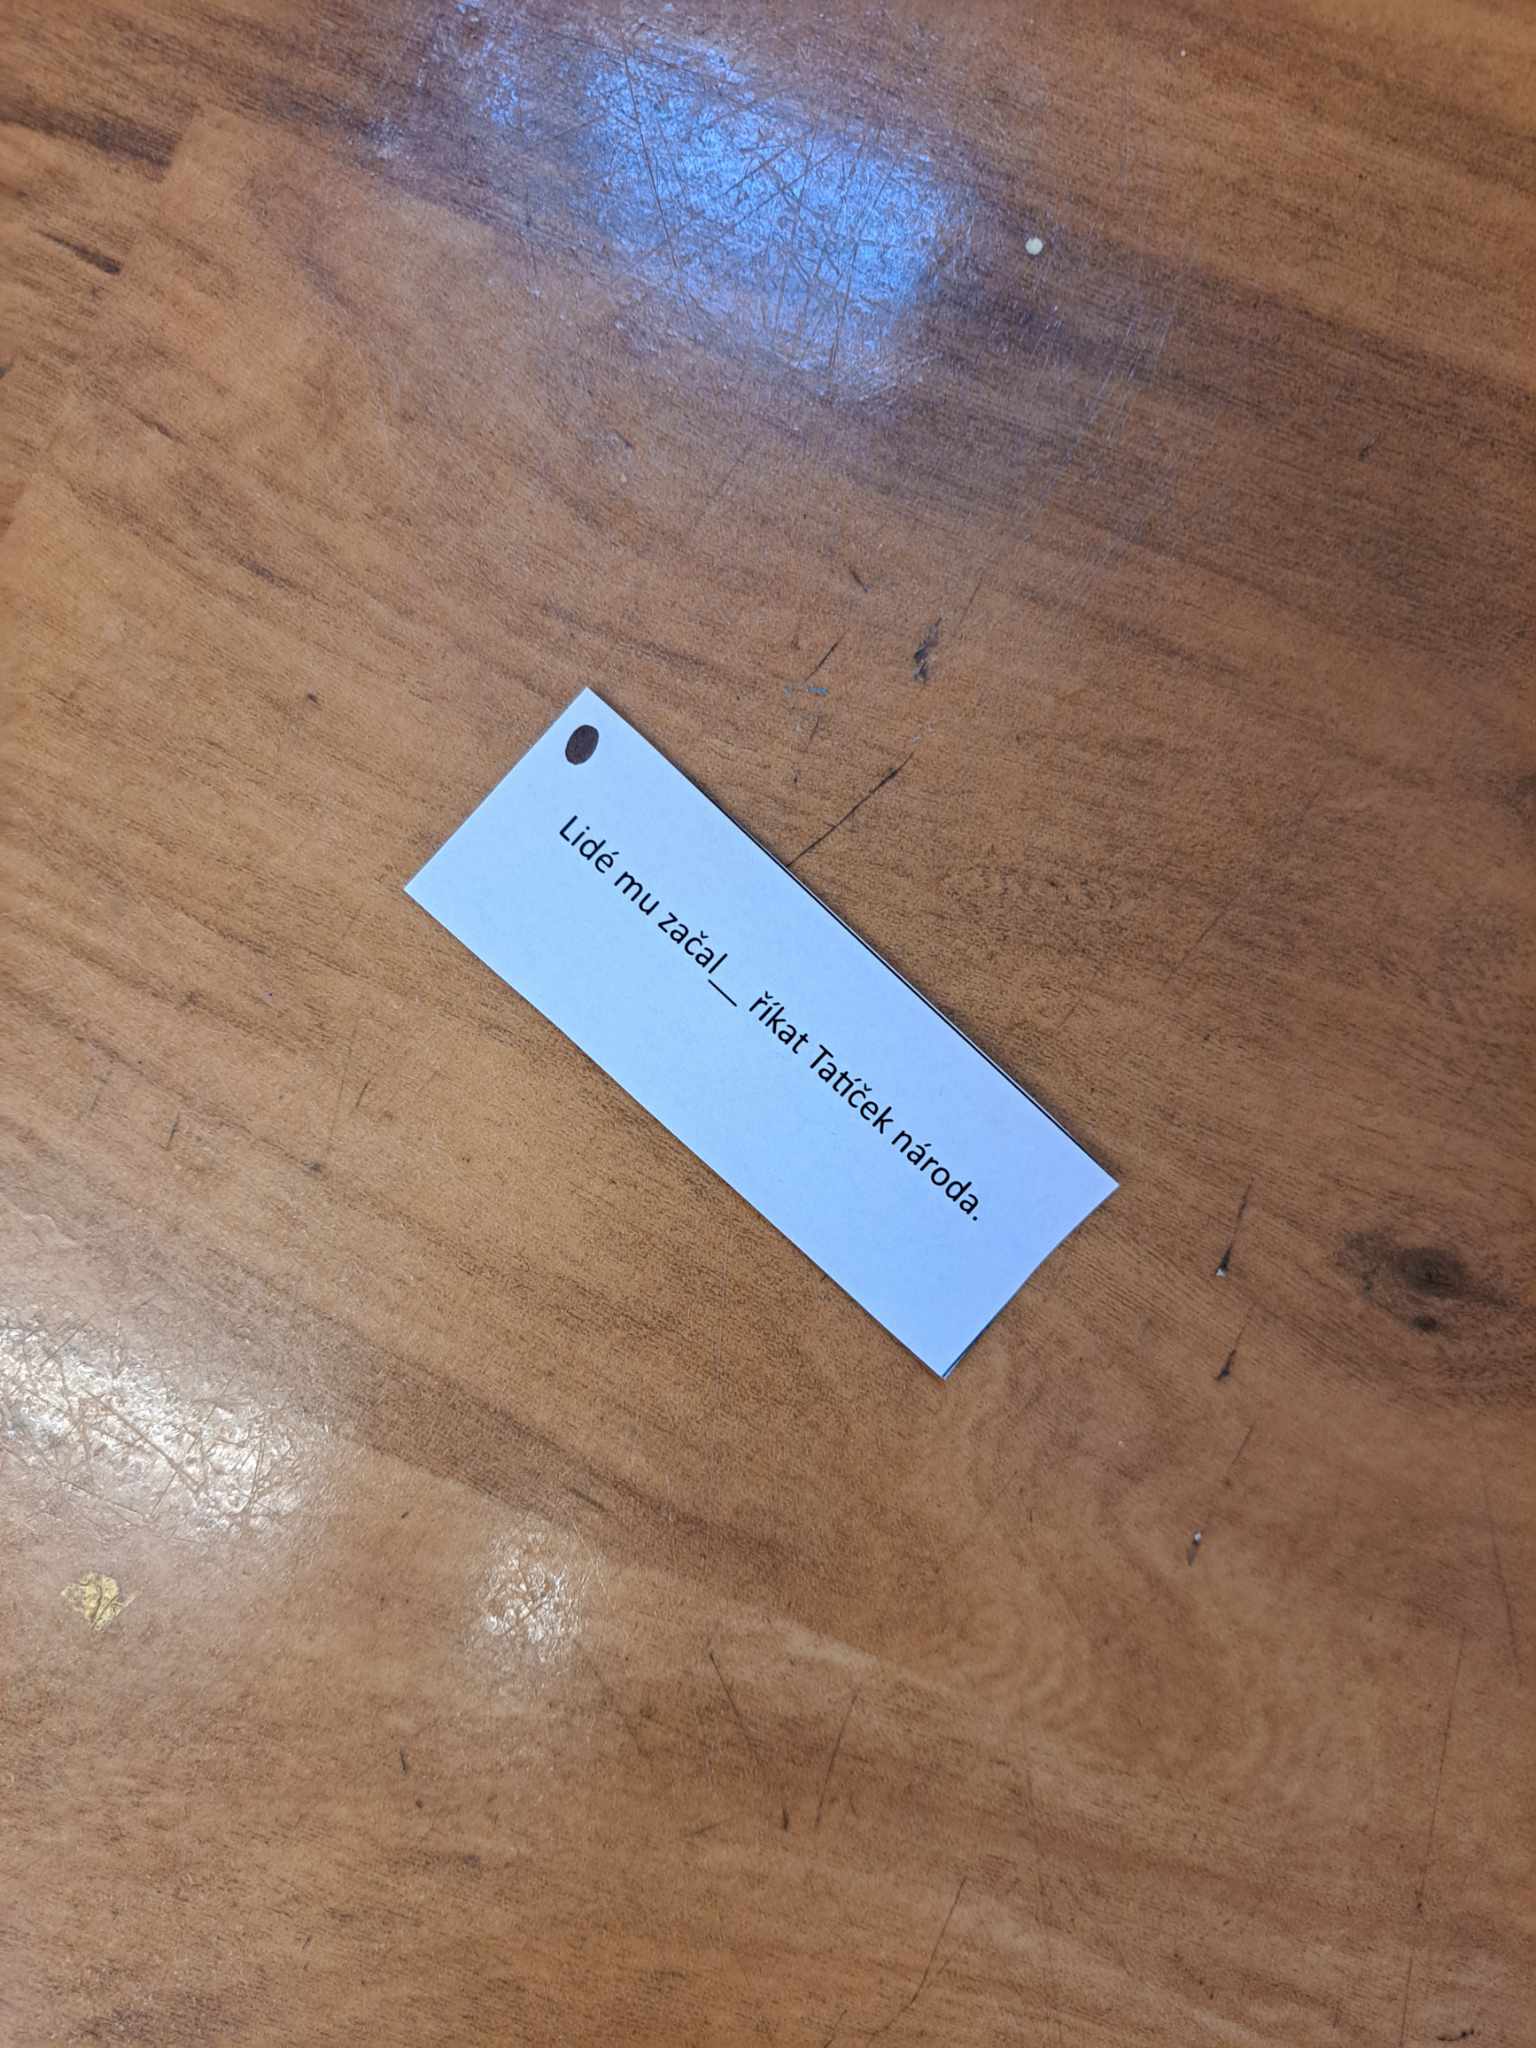 Lidé mu začal__ říkat Tatíček národa.